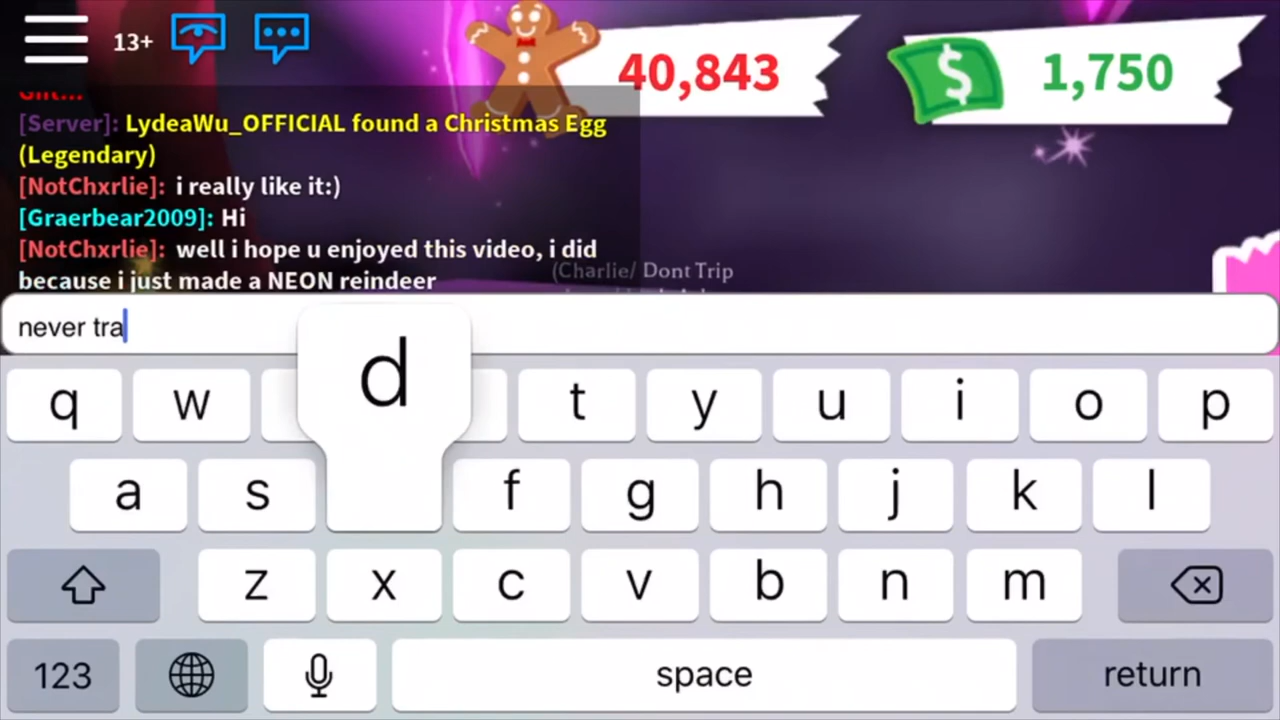 13+
40,843
$ 1,750
[Server]: LydeaWu_OFFICIAL found a Christmas Egg
(Legendary)
[NotChxrlie]: i really like it:)
[Graerbear2009]: Hi
[NotChxrlie]: well i hope u enjoyed this video, i did
because i just made a NEON reindeer
(Charlie/ Dont Trip
never tra
d
q w t y u i o p
a s f g h j k l
z x c v b n m
123 space return